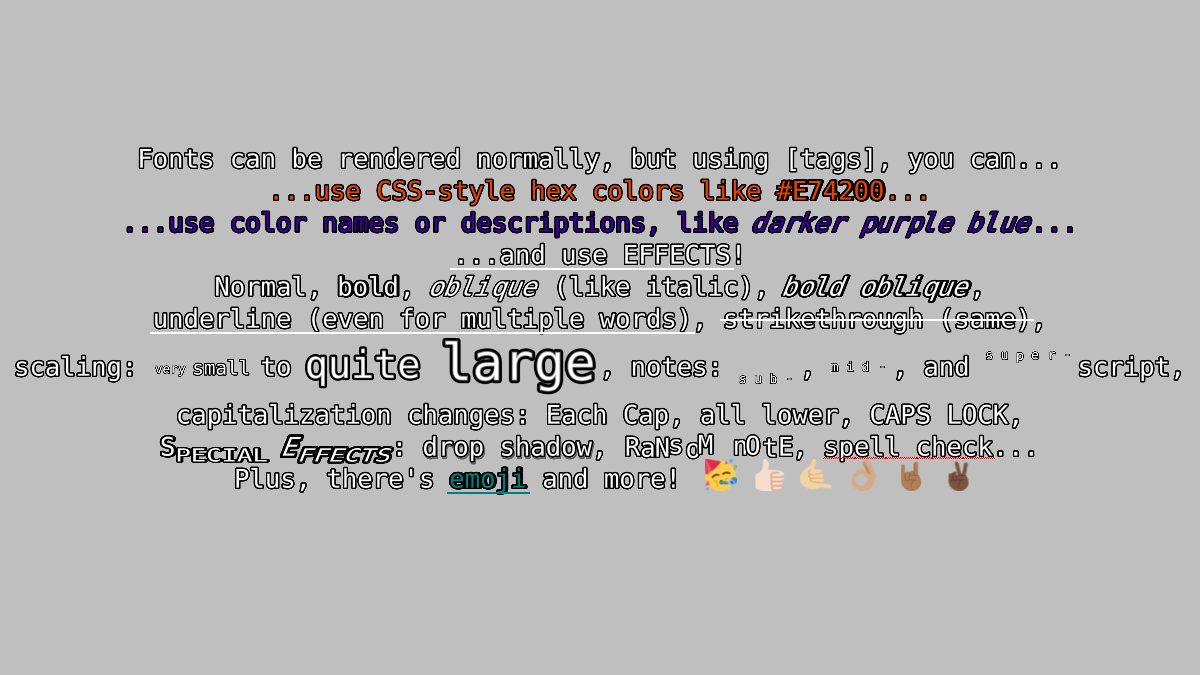 Fonts can be rendered normally, but using [tags], you can...
...use CSS-style hex colors like #E74200...
...use color names or descriptions, like darker purple blue...
...and use EFFECTS!
Normal, bold, oblique (like italic), bold oblique,
underline (even for multiple words), strikethrough (same),
scaling: very small to quite large, notes: sub-, mid-, and super-script,
capitalization changes: Each Cap, all lower, CAPS LOCK,
SPECIAL EFFECTS: drop shadow, RaNsoM nOtE, spell check...
Plus, there's emoji and more! 🥳 👍🏻 🤙🏼 👌🏽 🤘🏾 ✌🏿